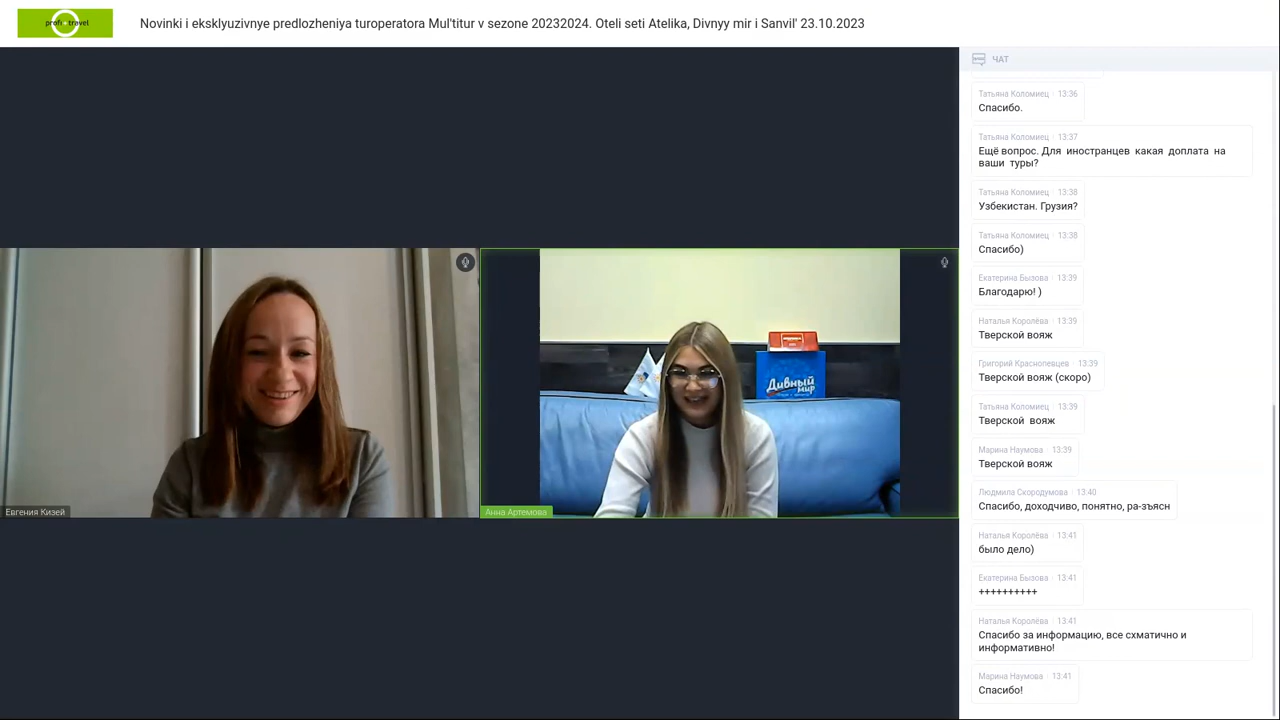 profi travel
Novinki i eksklyuzivnye predlozheniya turoperatora Mul'titur v sezone 20232024. Oteli seti Atelika, Divnyy mir i Sanvil' 23.10.2023
ЧАТ
Татьяна Коломиец 13:36
Спасибо.
Татьяна Коломиец 13:37
Ещё вопрос. Для иностранцев какая доплата на
ваши туры?
Татьяна Коломиец 13:38
Узбекистан. Грузия?
Татьяна Коломиец 13:38
Спасибо)
Екатерина Бызова 13:39
Благодарю! )
Наталья Королёва 13:39
Тверской вояж
Григорий Краснопевцев 13:39
Тверской вояж (скоро)
Татьяна Коломиец 13:39
Тверской вояж
Марина Наумова 13:39
Тверской вояж
Людмила Скородумова 13:40
Спасибо, доходчиво, понятно, ра-зъясн
Наталья Королёва 13:41
было дело)
Екатерина Бызова 13:41
++++++++++
Наталья Королёва 13:41
Спасибо за информацию, все схматично и
информативно!
Марина Наумова 13:41
Спасибо!
Дивный
мир
Евгения Кизей
Анна Артемова